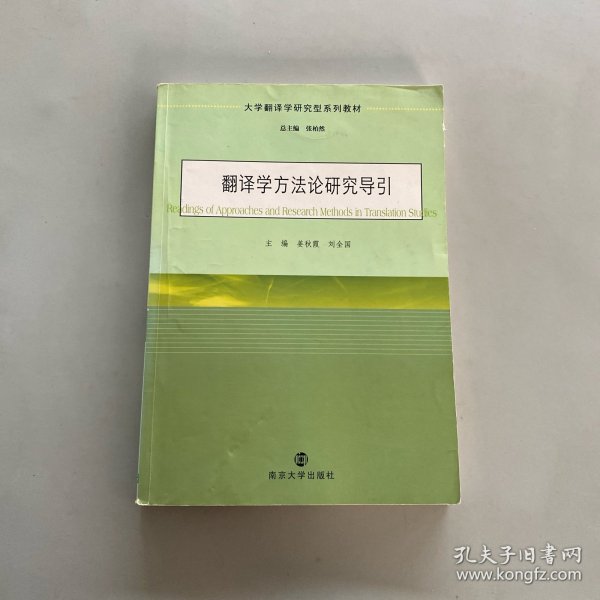 大学翻译学研究型系列教材
总主编 张柏然
翻译学方法论研究导引
Readings of Approaches and Research Methods in Translation Studies
主 编 姜秋霞 刘全国
南京大学出版社
孔夫子旧书网
www.kongfz.com